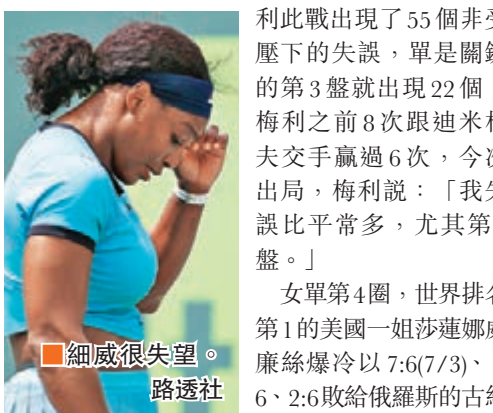 利此戰出現了55個非受
壓下的失誤，單是關鍵
的第3盤就出現22個，
梅利之前8次跟迪米杜
夫交手贏過6次，今次
出局，梅利說：「我失
誤比平常多，尤其第
盤。」
女單第4圈，世界排名
第1的美國一姐莎蓮娜威
廉絲爆冷以7:6(7/3)、
6、2:6敗給俄羅斯的古
■細威很失望。
路透社